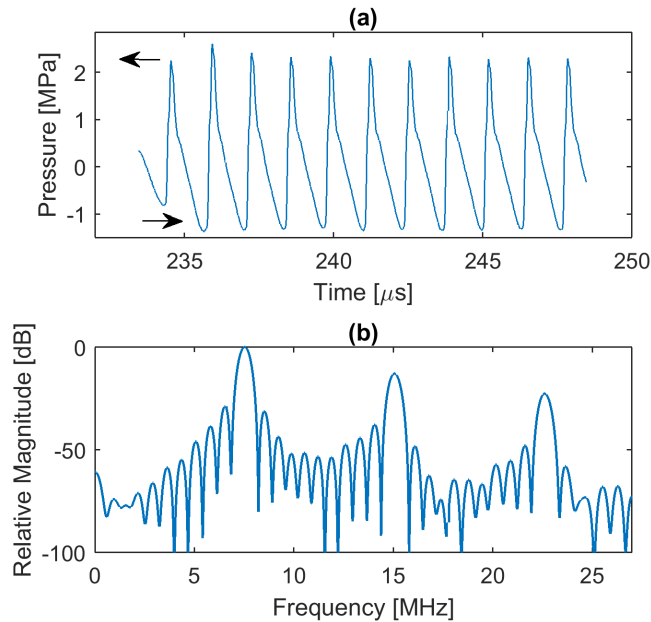 (a)
Pressure [MPa]
2
1
0
-1
235 240 245 250
Time [μs]
(b)
Relative Magnitude [dB]
0
-50
-100
0 5 10 15 20 25
Frequency [MHz]